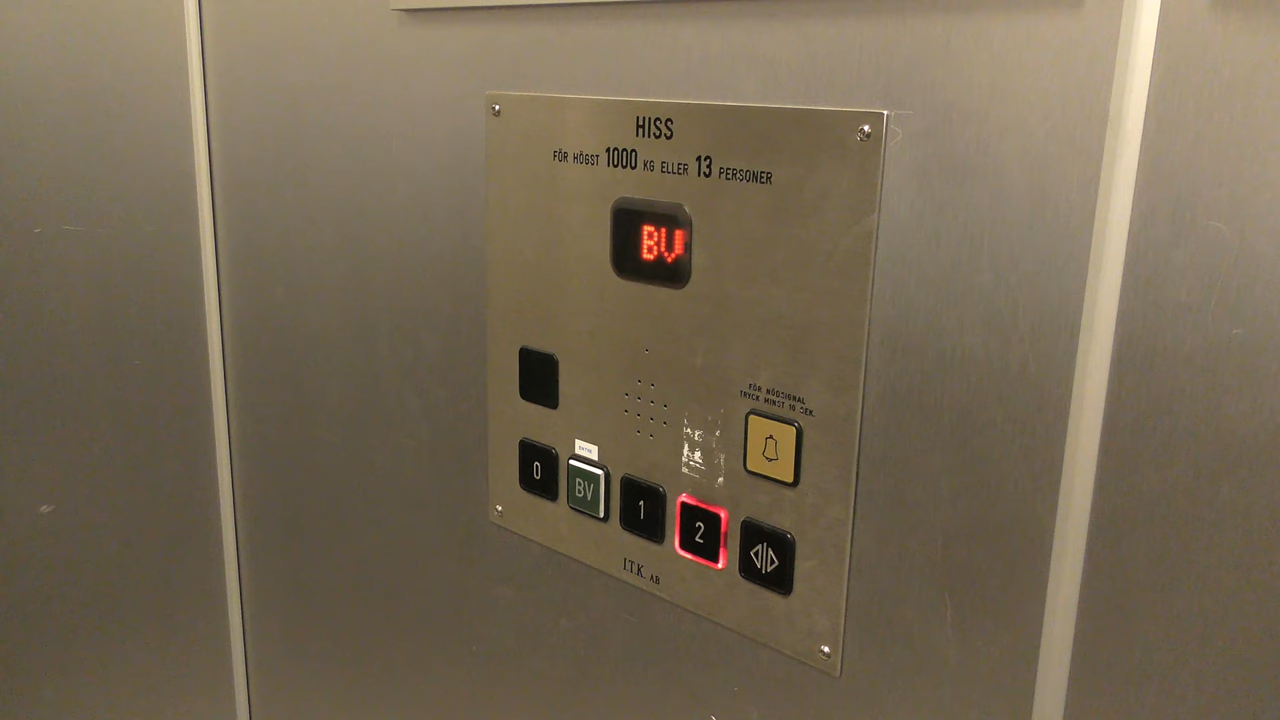 HISS
FÖR HÖGST 1000 KG ELLER 13 PERSONER
BV
FÖR NÖDSIGNAL
TRYCK MINST 10 SEK.
ENTRE
0 BV 1 2
I.T.K. AB